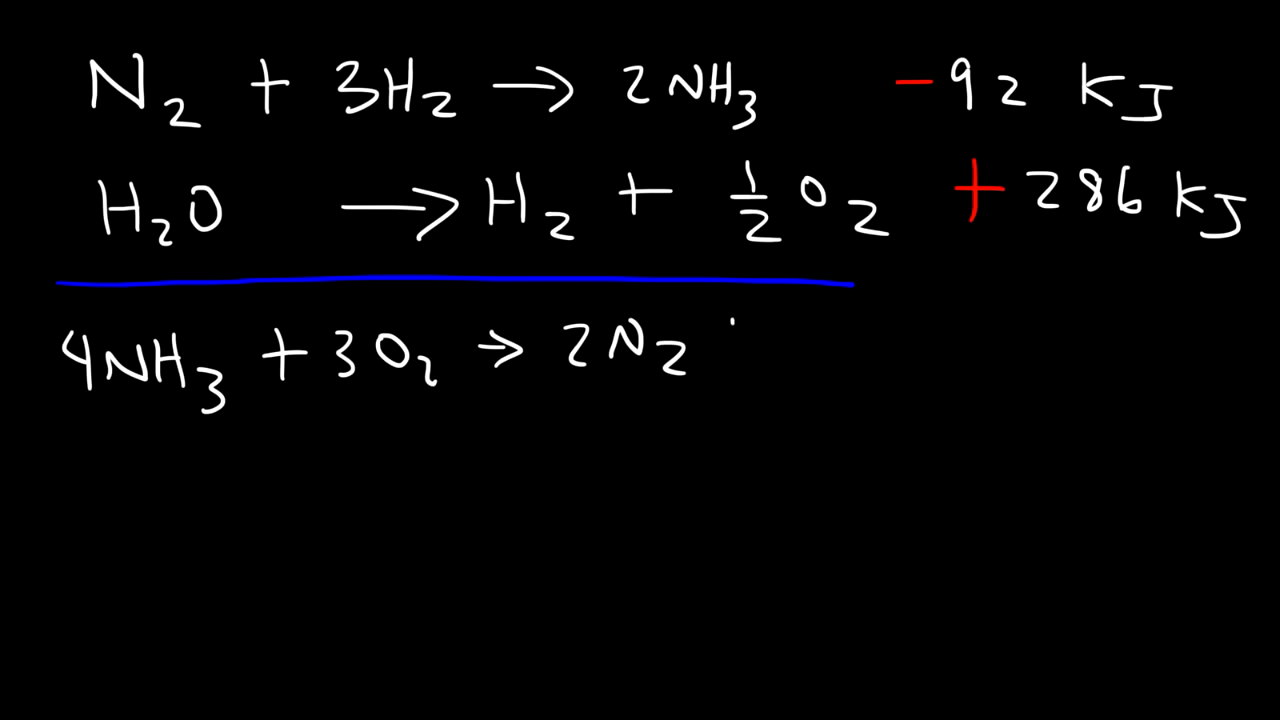 N₂ + 3H₂ → 2NH₃ - 92 KJ
H₂O → H₂ + ½O₂ + 286 KJ
4NH₃ + 3O₂ → 2N₂